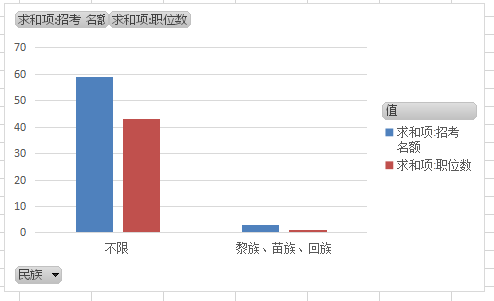 求和项:招考 名额 求和项:职位数
70
60
50
40
30
20
10
0
不限 黎族、苗族、回族
值
求和项:招考
名额
求和项:职位数
民族